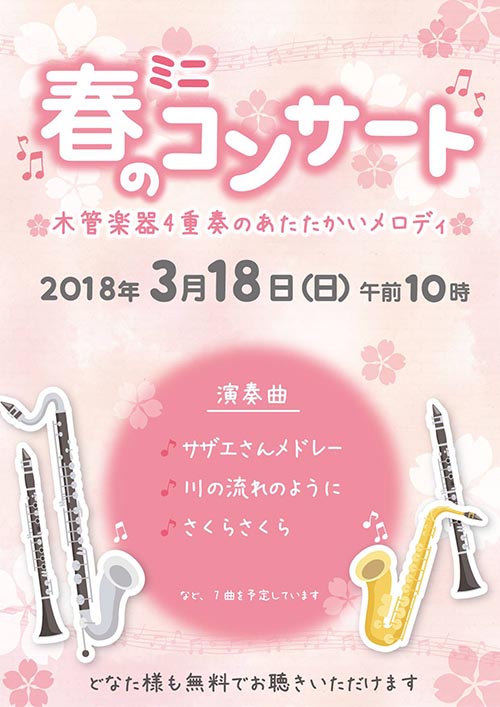 春のミニコンサート
木管楽器4重奏のあたたかいメロディ
2018年 3月18日(日) 午前10時
演奏曲
サザエさんメドレー
川の流れのように
さくらさくら
など、7曲を予定しています
どなた様も無料でお聴きいただけます